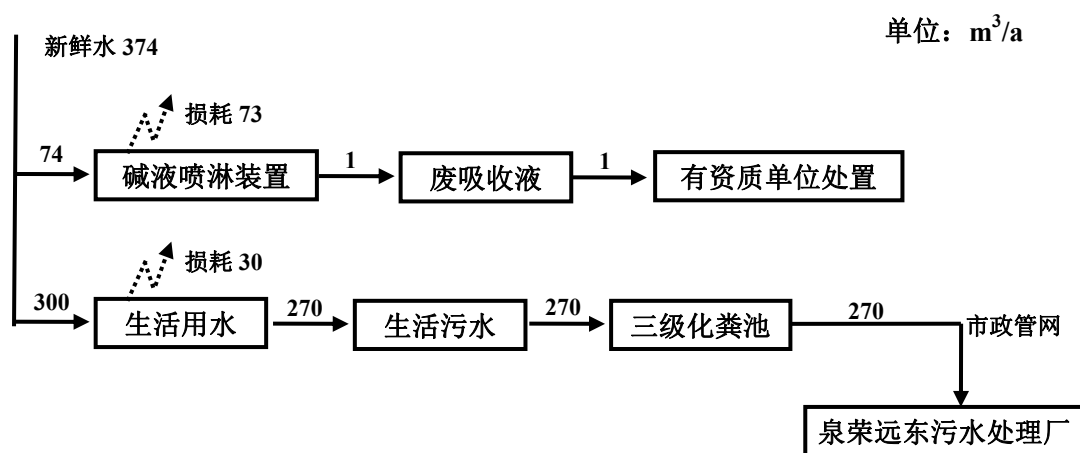 单位：m³/a
新鲜水 374
损耗 73
74
碱液喷淋装置
1
废吸收液
1
有资质单位处置
损耗 30
300
生活用水
270
生活污水
270
三级化粪池
270
市政管网
泉荣远东污水处理厂